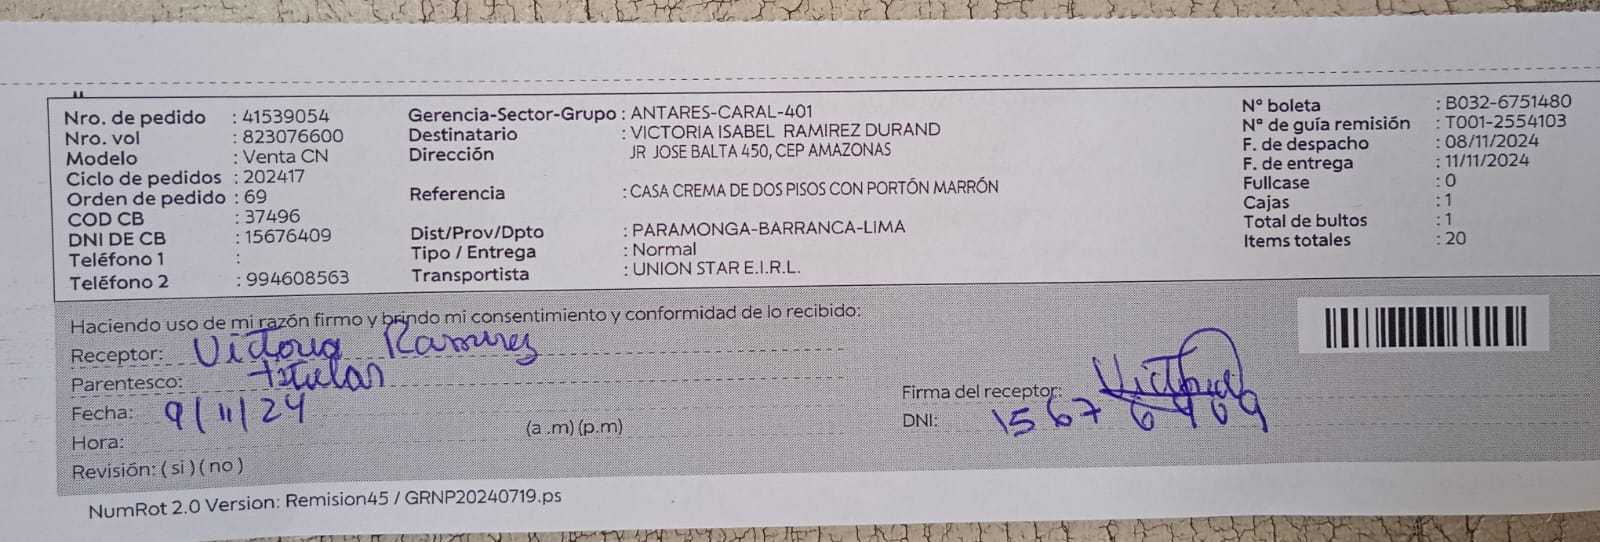 Nro. de pedido : 41539054
Nro. vol : 823076600
Modelo : Venta CN
Ciclo de pedidos : 202417
Orden de pedido : 69
COD CB : 37496
DNI DE CB : 15676409
Teléfono 1 :
Teléfono 2 : 994608563
Gerencia-Sector-Grupo : ANTARES-CARAL-401
Destinatario : VICTORIA ISABEL RAMIREZ DURAND
Dirección JR JOSE BALTA 450, CEP AMAZONAS
Referencia : CASA CREMA DE DOS PISOS CON PORTÓN MARRÓN
Dist/Prov/Dpto : PARAMONGA-BARRANCA-LIMA
Tipo / Entrega : Normal
Transportista : UNION STAR E.I.R.L.
N° boleta : B032-6751480
N° de guía remisión : T001-2554103
F. de despacho : 08/11/2024
F. de entrega : 11/11/2024
Fullcase : 0
Cajas : 1
Total de bultos : 1
Items totales : 20
Haciendo uso de mi razón firmo y brindo mi consentimiento y conformidad de lo recibido:
Receptor: Victoria Ramirez
Parentesco: titular
Fecha: 9/11/24
Hora: (a .m) (p.m)
Revisión: ( si ) ( no )
Firma del receptor: Victoria
DNI: 15676409
NumRot 2.0 Version: Remision45 / GRNP20240719.ps